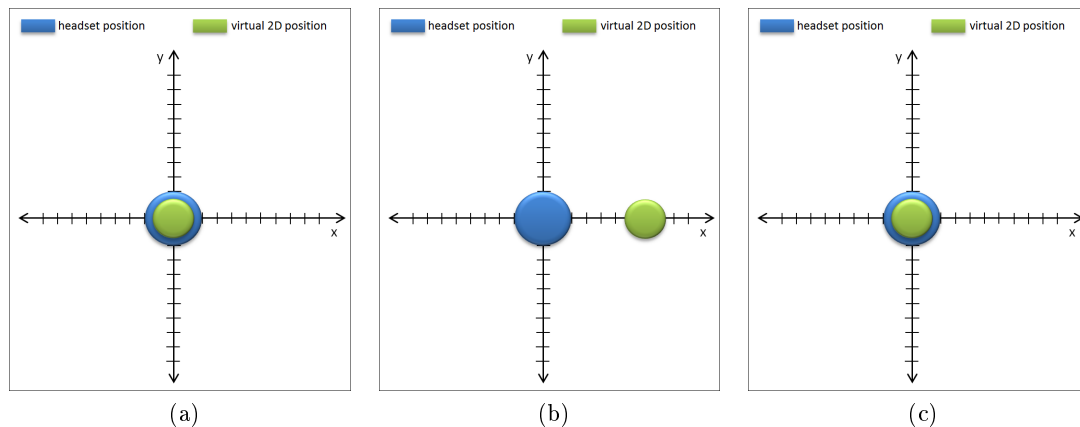 headset position virtual 2D position
y
x
(a)
headset position virtual 2D position
y
x
(b)
headset position virtual 2D position
y
x
(c)